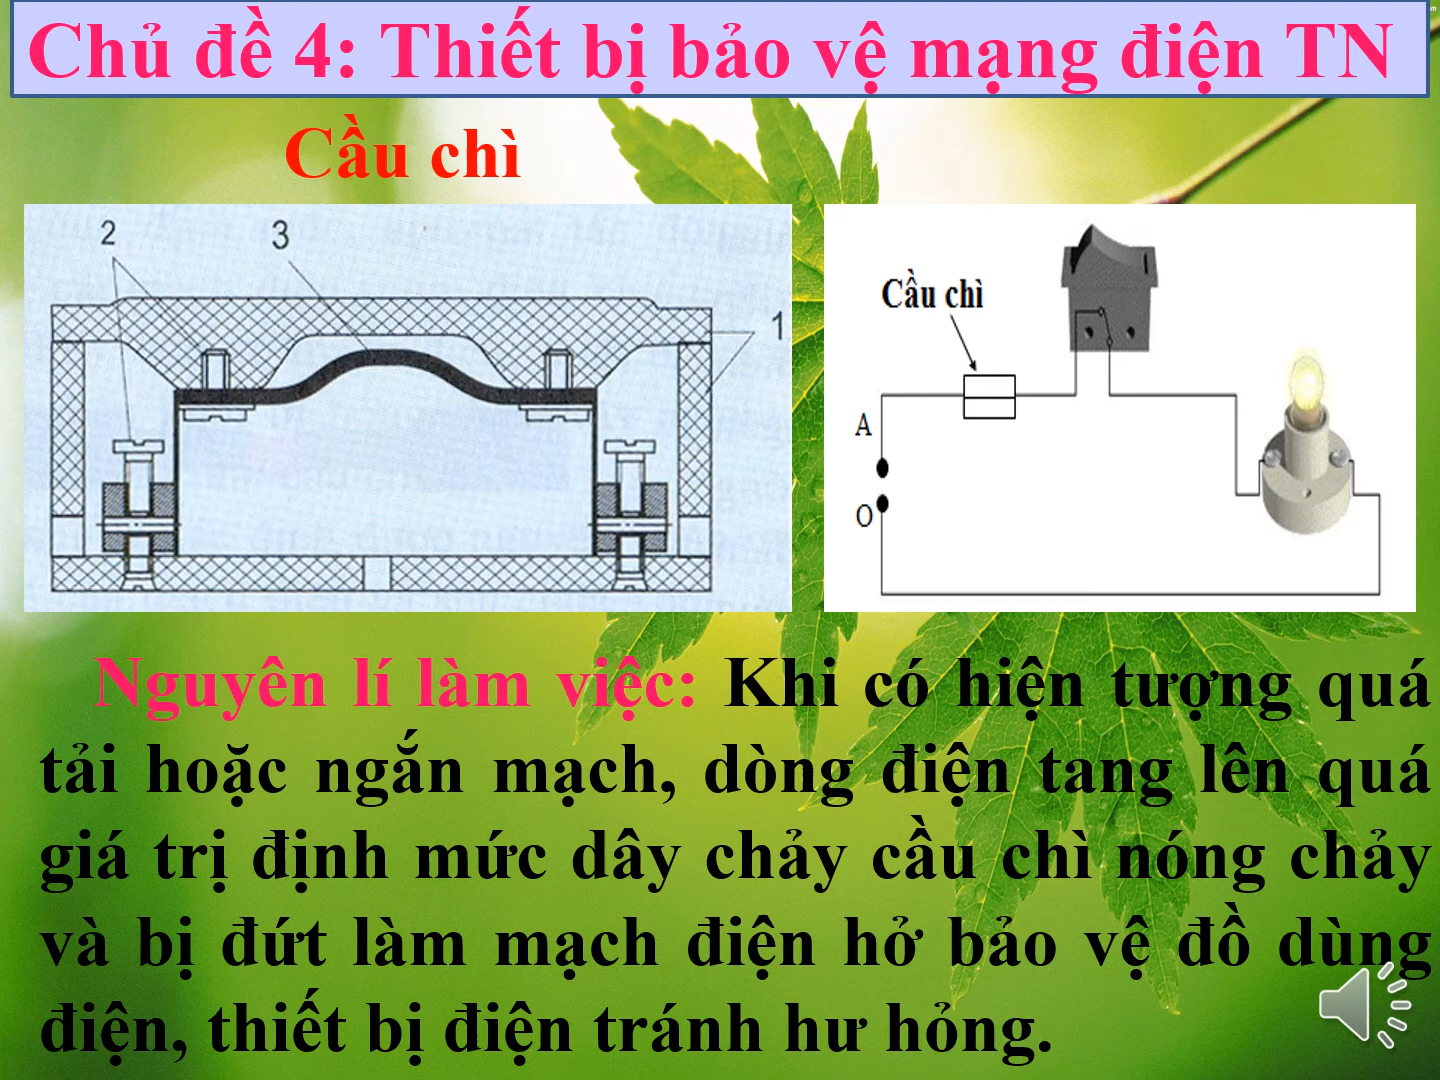 Chủ đề 4: Thiết bị bảo vệ mạng điện TN
Cầu chì
2
3
1
Cầu chì
A
O
Nguyên lí làm việc: Khi có hiện tượng quá
tải hoặc ngắn mạch, dòng điện tang lên quá
giá trị định mức dây chảy cầu chì nóng chảy
và bị đứt làm mạch điện hở bảo vệ đồ dùng
điện, thiết bị điện tránh hư hỏng.